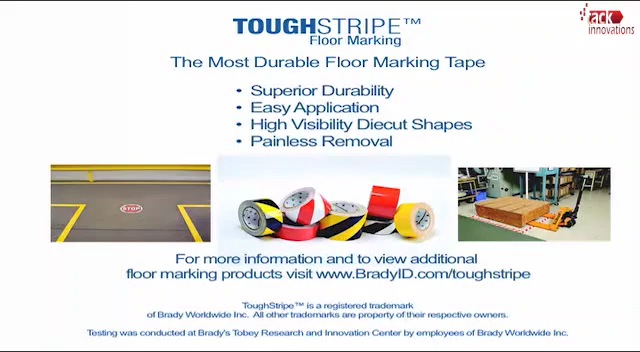 TOUGHSTRIPE™
Floor Marking
ack
innovations
The Most Durable Floor Marking Tape
• Superior Durability
• Easy Application
• High Visibility Diecut Shapes
• Painless Removal
STOP
For more information and to view additional
floor marking products visit www.BradyID.com/toughstripe
ToughStripe™ is a registered trademark
of Brady Worldwide Inc. All other trademarks are property of their respective owners.
Testing was conducted at Brady's Tobey Research and Innovation Center by employees of Brady Worldwide Inc.